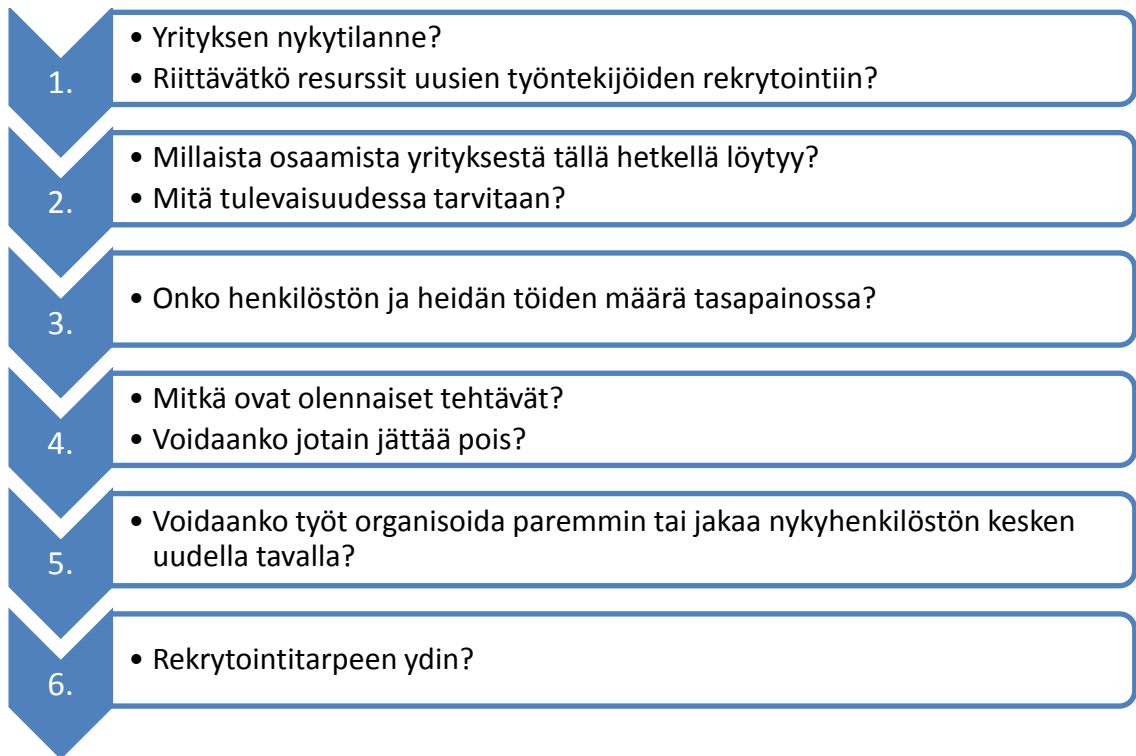 1.
• Yrityksen nykytilanne?
• Riittävätkö resurssit uusien työntekijöiden rekrytointiin?
2.
• Millaista osaamista yrityksestä tällä hetkellä löytyy?
• Mitä tulevaisuudessa tarvitaan?
3.
• Onko henkilöstön ja heidän töiden määrä tasapainossa?
4.
• Mitkä ovat olennaiset tehtävät?
• Voidaanko jotain jättää pois?
5.
• Voidaanko työt organisoida paremmin tai jakaa nykyhenkilöstön kesken
uudella tavalla?
6.
• Rekrytointitarpeen ydin?